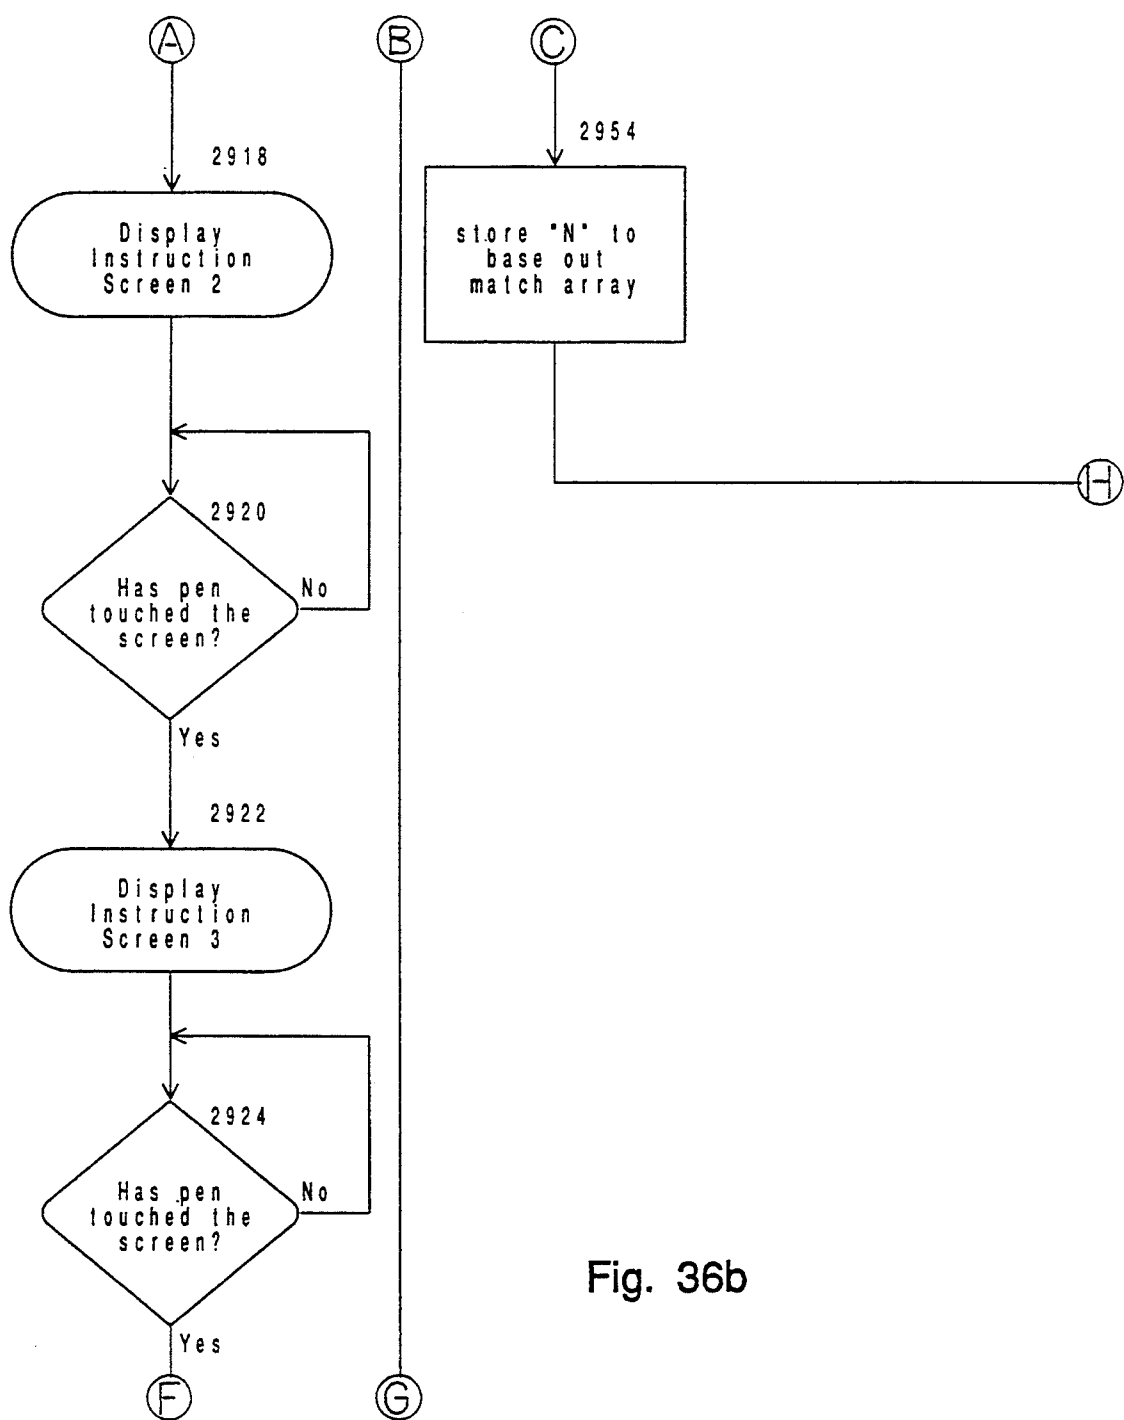 A
B
C
2954
2918
Display
Instruction
Screen 2
store "N" to
base out
match array
H
2920
Has pen
touched the
screen?
No
Yes
2922
Display
Instruction
Screen 3
2924
Has pen
touched the
screen?
No
Yes
Fig. 36b
F
G